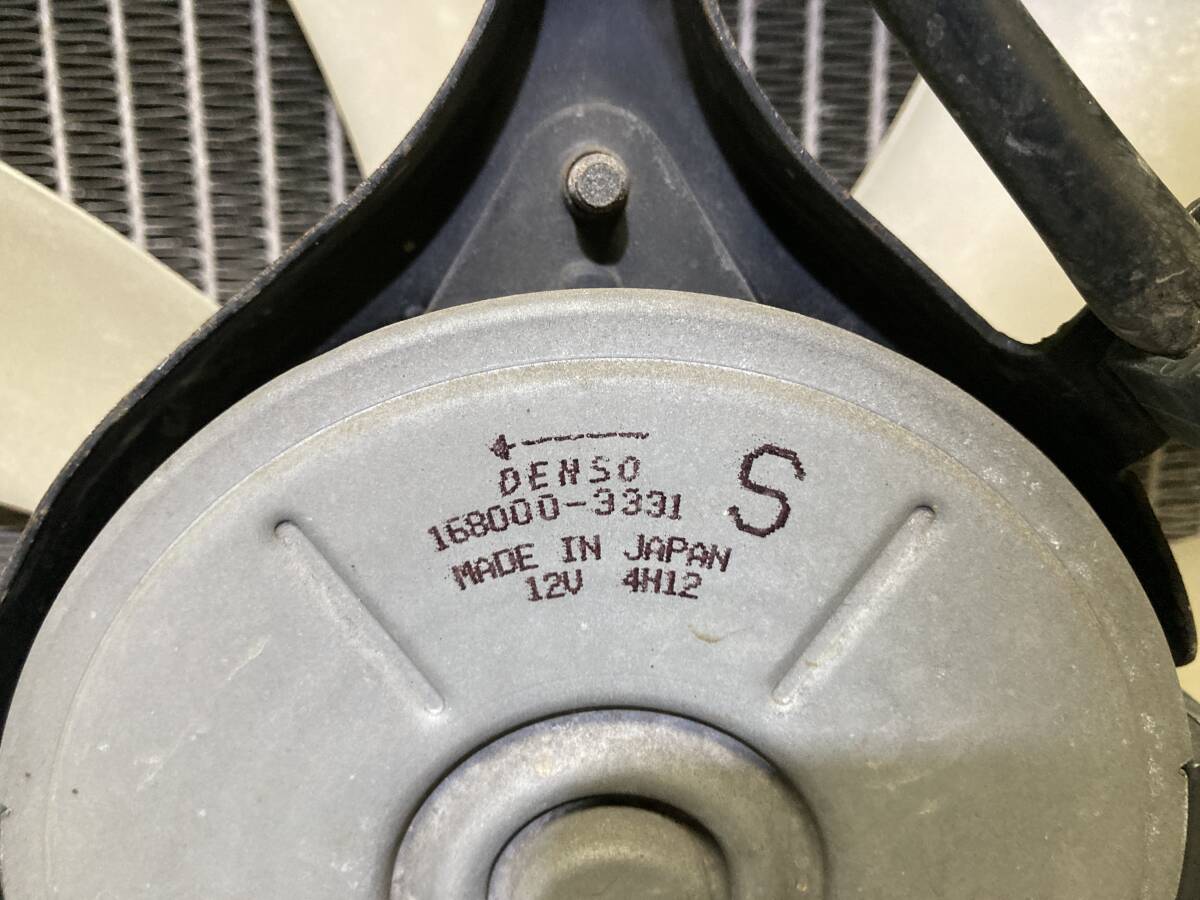 DENSO
168000-3331
S
MADE IN JAPAN
12V 4H12